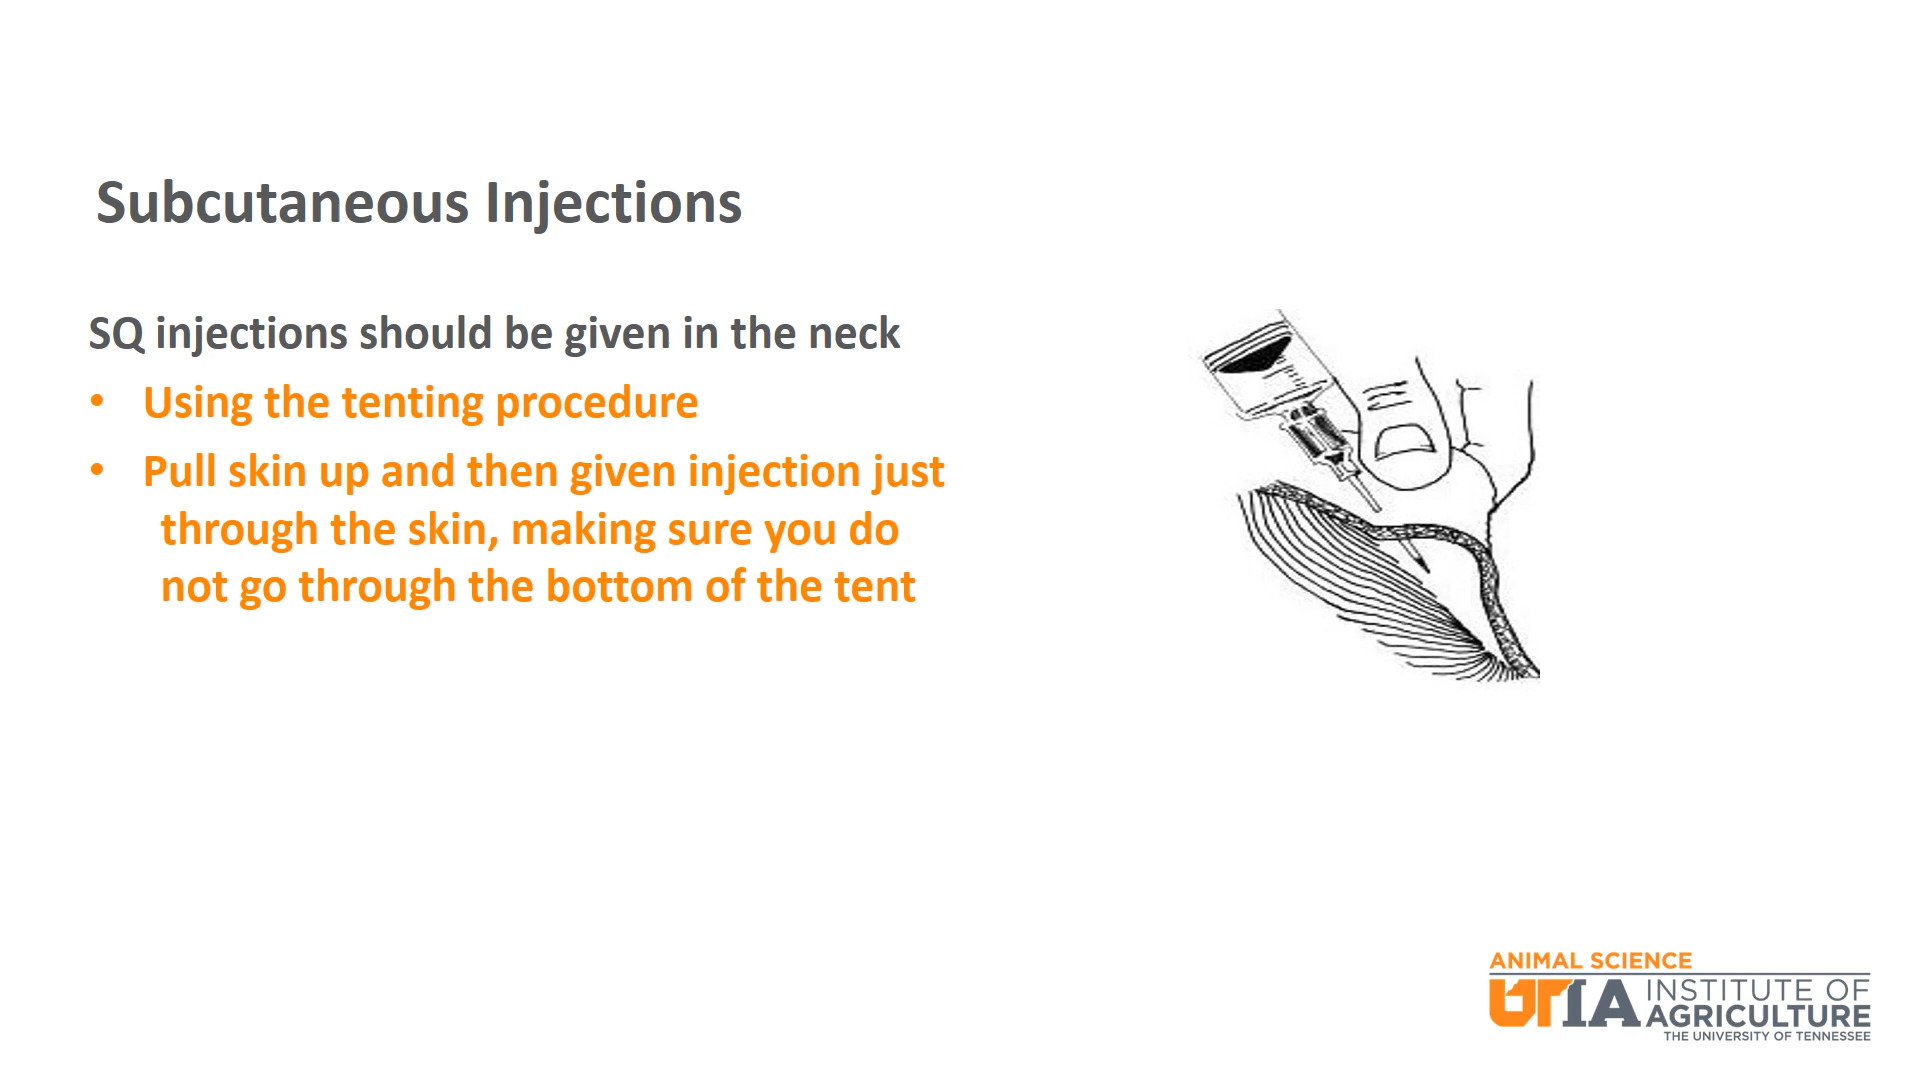 Subcutaneous Injections
SQ injections should be given in the neck
• Using the tenting procedure
• Pull skin up and then given injection just
through the skin, making sure you do
not go through the bottom of the tent
ANIMAL SCIENCE
UTIA INSTITUTE OF
AGRICULTURE
THE UNIVERSITY OF TENNESSEE